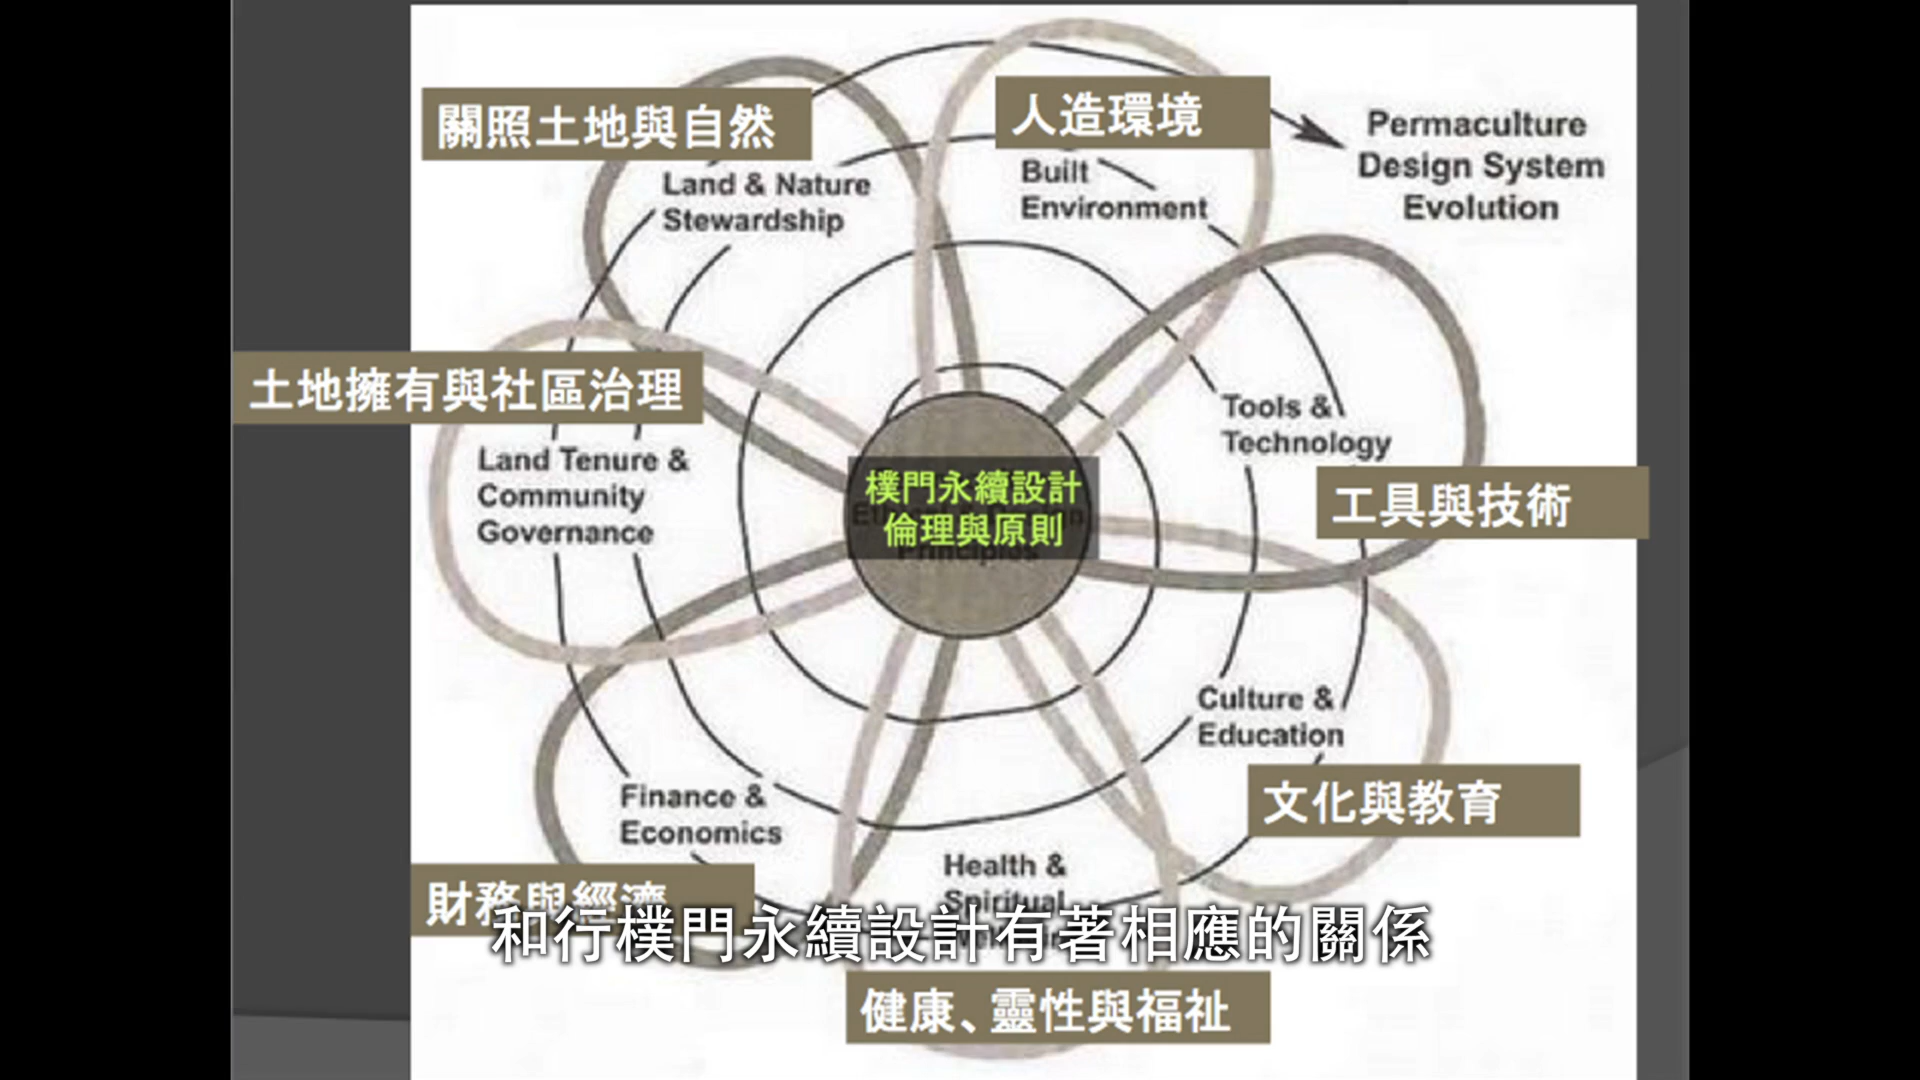 關照土地與自然
Land & Nature
Stewardship
人造環境
Built
Environment
Permaculture
Design System
Evolution
土地擁有與社區治理
Land Tenure &
Community
Governance
Tools &
Technology
工具與技術
樸門永續設計
倫理與原則
Principles
Culture &
Education
文化與教育
Finance &
Economics
財務與經濟
Health &
Spiritual
和行樸門永續設計有著相應的關係
健康、靈性與福祉